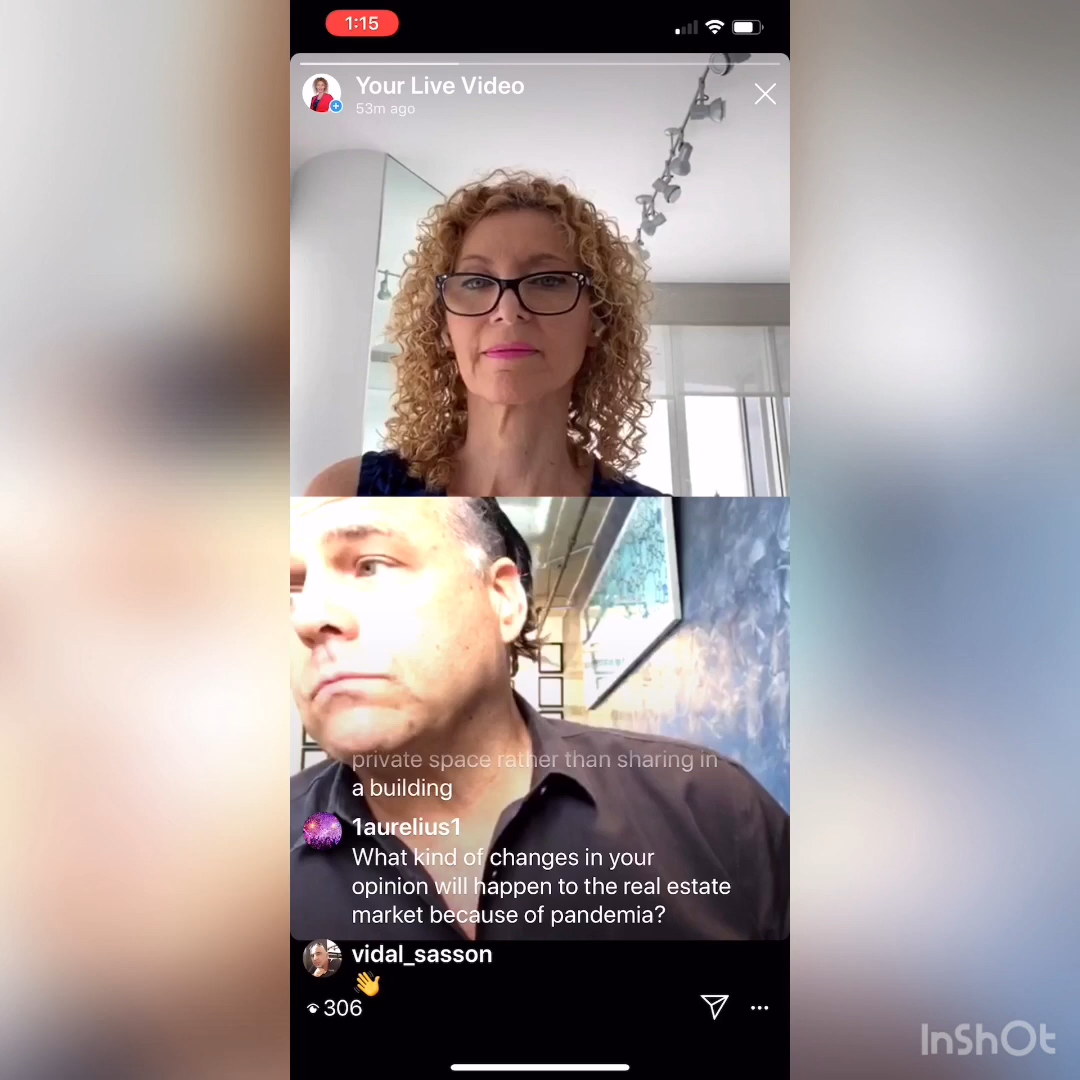 1:15
Your Live Video
53m ago
private space rather than sharing in
a building
1aurelius1
What kind of changes in your
opinion will happen to the real estate
market because of pandemia?
vidal_sasson
👋
306
InShOt